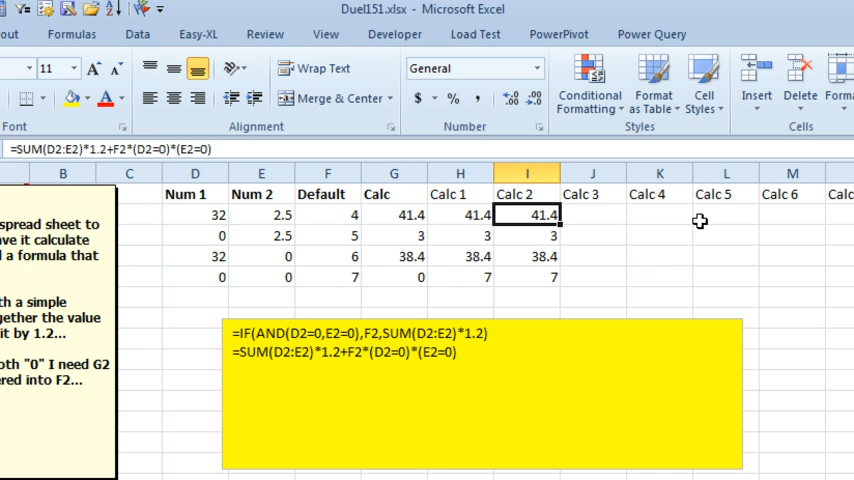 Duel151.xlsx - Microsoft Excel
Formulas Data Easy-XL Review View Developer Load Test PowerPivot Power Query
11 A A Wrap Text General Conditional Formatting Format as Table Cell Styles Insert Delete
Merge & Center $ % ,
Font Alignment Number Styles Cells
=SUM(D2:E2)*1.2+F2*(D2=0)*(E2=0)
B C D E F G H I J K L M
Num 1 Num 2 Default Calc Calc 1 Calc 2 Calc 3 Calc 4 Calc 5 Calc 6
32 2.5 4 41.4 41.4 41.4
0 2.5 5 3 3 3
32 0 6 38.4 38.4 38.4
0 0 7 0 7 7
spread sheet to
calculate
a formula that
a simple
together the value
it by 1.2...
"0" I need G2
into F2...
=IF(AND(D2=0,E2=0),F2,SUM(D2:E2)*1.2)
=SUM(D2:E2)*1.2+F2*(D2=0)*(E2=0)